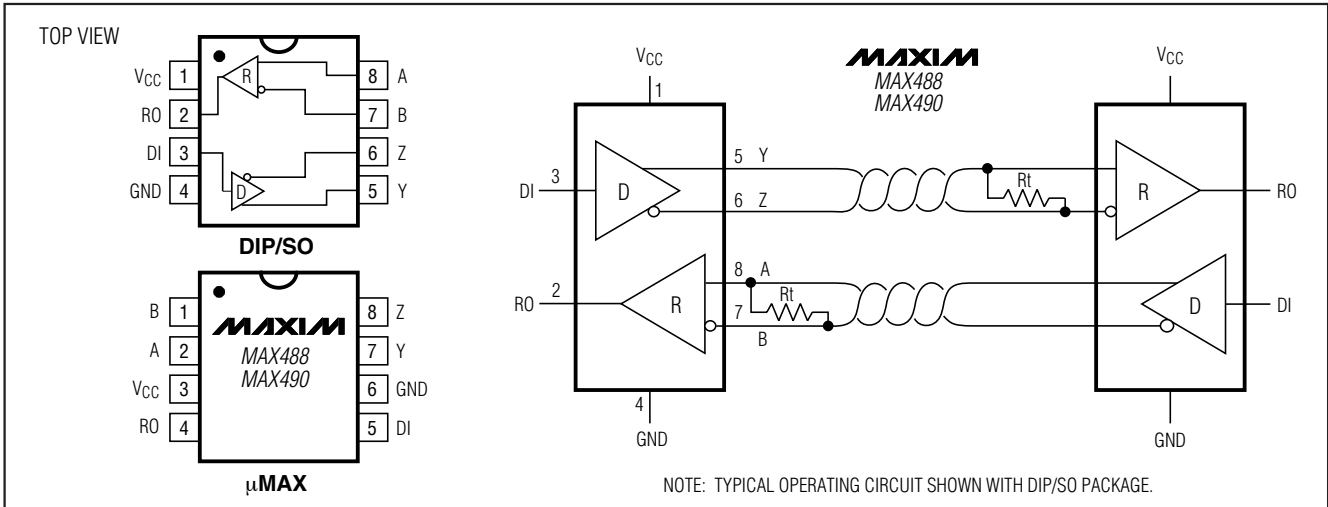 TOP VIEW
VCC 1
RO 2
DI 3
GND 4
8 A
7 B
6 Z
5 Y
R
D
DIP/SO
B 1
A 2
VCC 3
RO 4
8 Z
7 Y
6 GND
5 DI
MAXIM
MAX488
MAX490
μMAX
MAXIM
MAX488
MAX490
VCC
1
DI 3
D
5 Y
6 Z
RO 2
R
8 A
7
B
Rt
4
GND
VCC
Rt
R
RO
D
DI
GND
NOTE: TYPICAL OPERATING CIRCUIT SHOWN WITH DIP/SO PACKAGE.